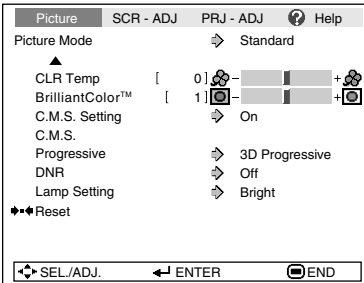 Picture SCR - ADJ PRJ - ADJ ? Help
Picture Mode Standard
CLR Temp [ 0] - +
BrilliantColor™ [ 1] - +
C.M.S. Setting On
C.M.S.
Progressive 3D Progressive
DNR Off
Lamp Setting Bright
Reset
SEL./ADJ. ENTER END